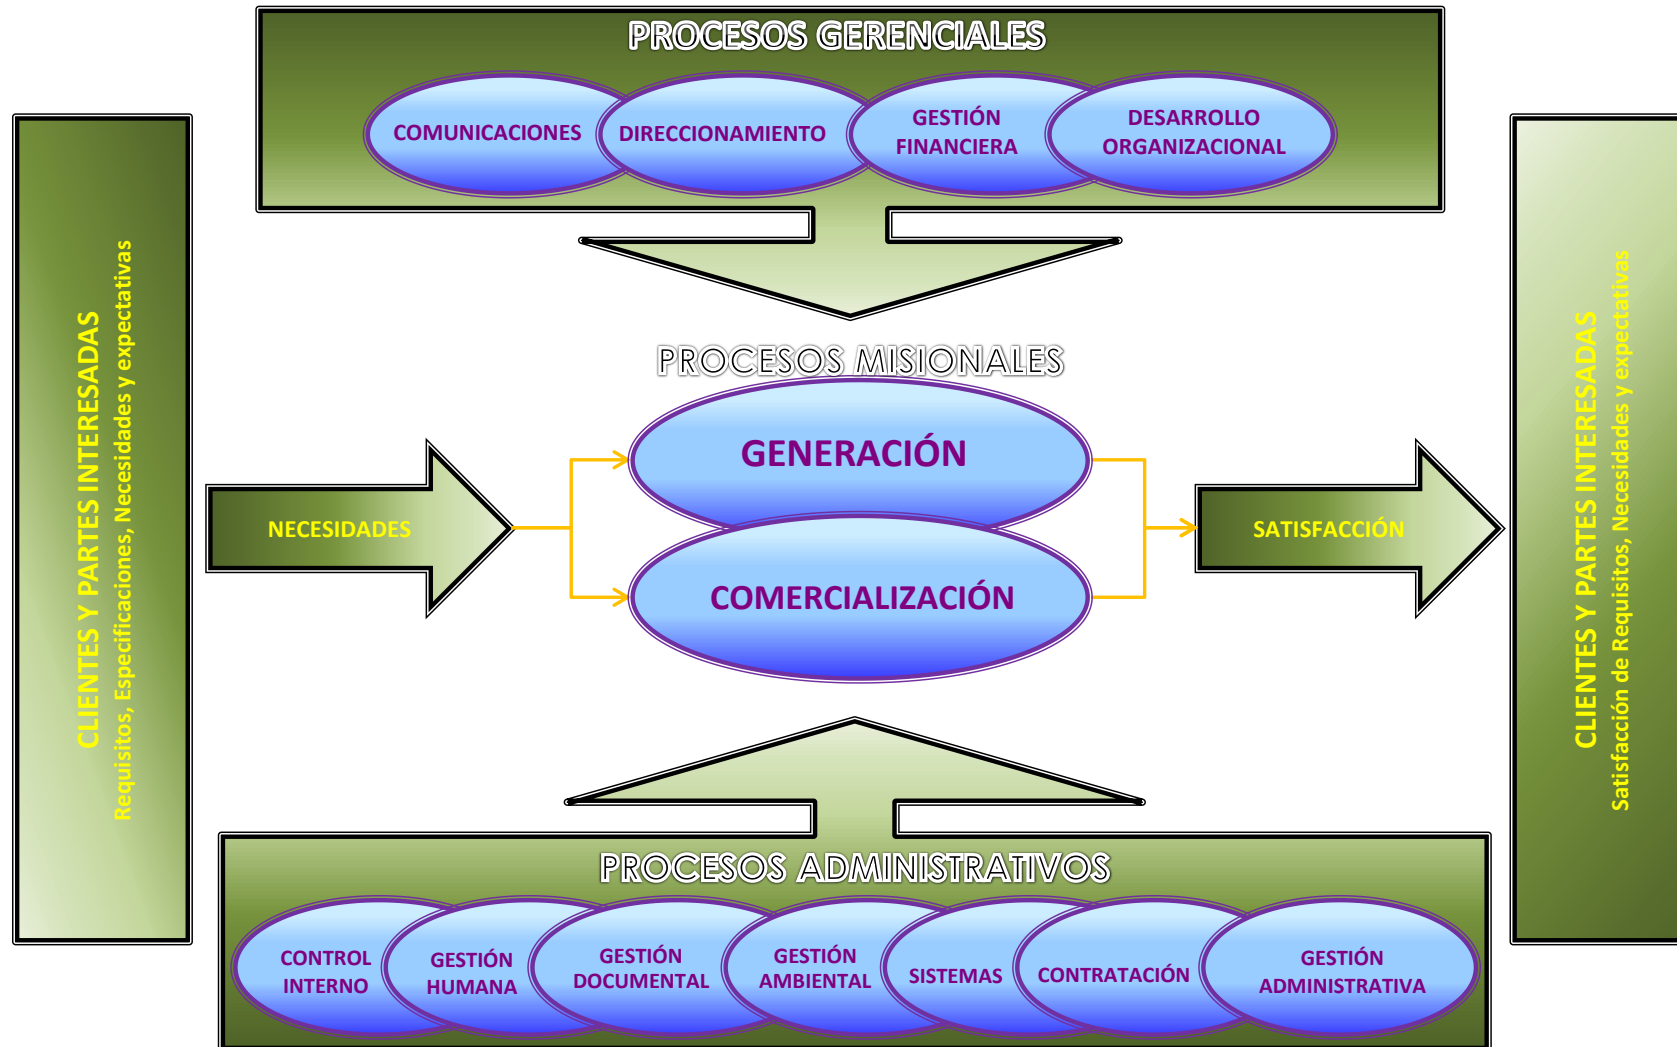 PROCESOS GERENCIALES
COMUNICACIONES
DIRECCIONAMIENTO
GESTIÓN
FINANCIERA
DESARROLLO
ORGANIZACIONAL
CLIENTES Y PARTES INTERESADAS
Requisitos, Especificaciones, Necesidades y expectativas
NECESIDADES
PROCESOS MISIONALES
GENERACIÓN
COMERCIALIZACIÓN
SATISFACCIÓN
CLIENTES Y PARTES INTERESADAS
Satisfacción de Requisitos, Necesidades y expectativas
PROCESOS ADMINISTRATIVOS
CONTROL
INTERNO
GESTIÓN
HUMANA
GESTIÓN
DOCUMENTAL
GESTIÓN
AMBIENTAL
SISTEMAS
CONTRATACIÓN
GESTIÓN
ADMINISTRATIVA